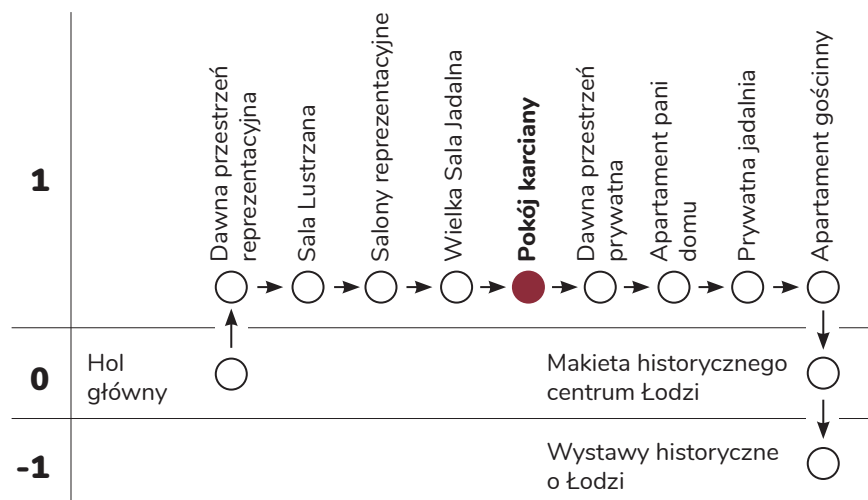 1
Dawna przestrzeń
reprezentacyjna
Sala Lustrzana
Salony reprezentacyjne
Wielka Sala Jadalna
Pokój karciany
Dawna przestrzeń
prywatna
Apartament pani
domu
Prywatna jadalnia
Apartament gościnny
0
Hol
główny
Makieta historycznego
centrum Łodzi
-1
Wystawy historyczne
o Łodzi